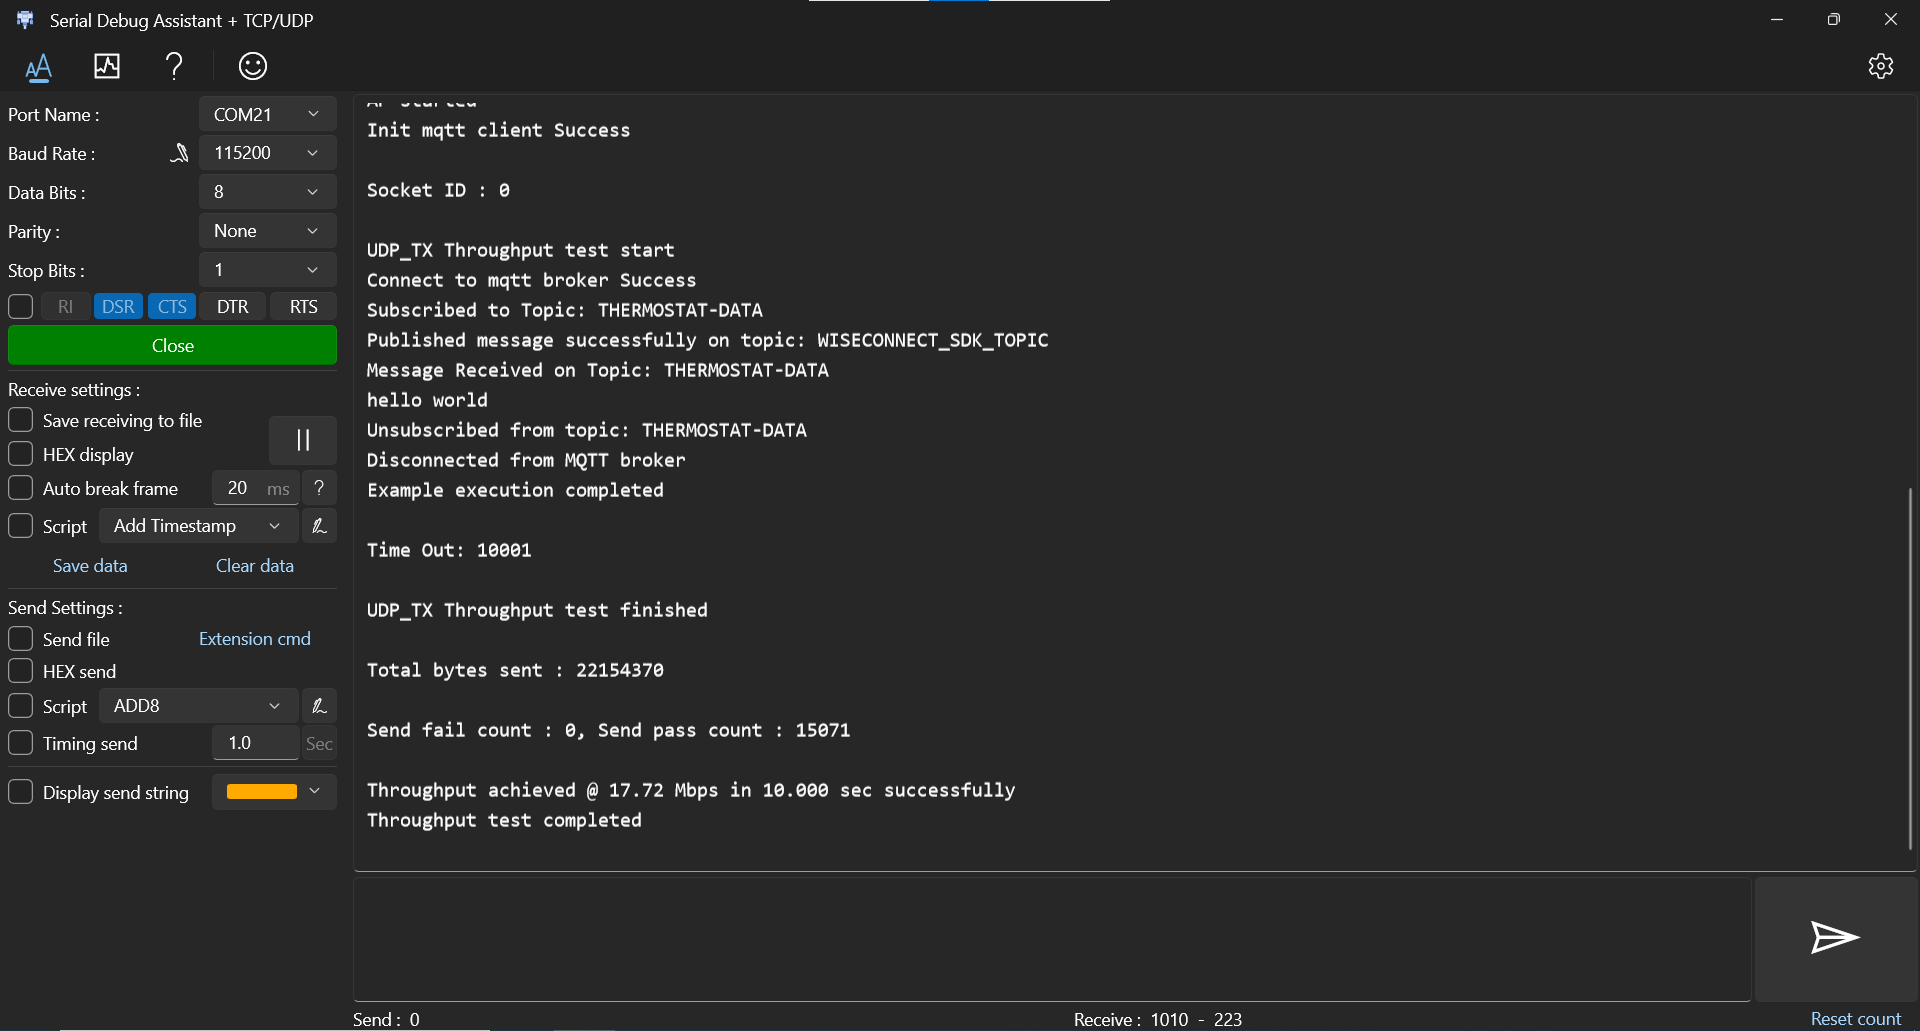 Serial Debug Assistant + TCP/UDP
Port Name : COM21
Baud Rate : 115200
Data Bits : 8
Parity : None
Stop Bits : 1
RI DSR CTS DTR RTS
Close
Receive settings :
Save receiving to file
HEX display
Auto break frame 20 ms ?
Script Add Timestamp
Save data Clear data
Send Settings :
Send file Extension cmd
HEX send
Script ADD8
Timing send 1.0 Sec
Display send string
AP Started
Init mqtt client Success
Socket ID : 0
UDP_TX Throughput test start
Connect to mqtt broker Success
Subscribed to Topic: THERMOSTAT-DATA
Published message successfully on topic: WISECONNECT_SDK_TOPIC
Message Received on Topic: THERMOSTAT-DATA
hello world
Unsubscribed from topic: THERMOSTAT-DATA
Disconnected from MQTT broker
Example execution completed
Time Out: 10001
UDP_TX Throughput test finished
Total bytes sent : 22154370
Send fail count : 0, Send pass count : 15071
Throughput achieved @ 17.72 Mbps in 10.000 sec successfully
Throughput test completed
Send : 0
Receive : 1010 - 223
Reset count